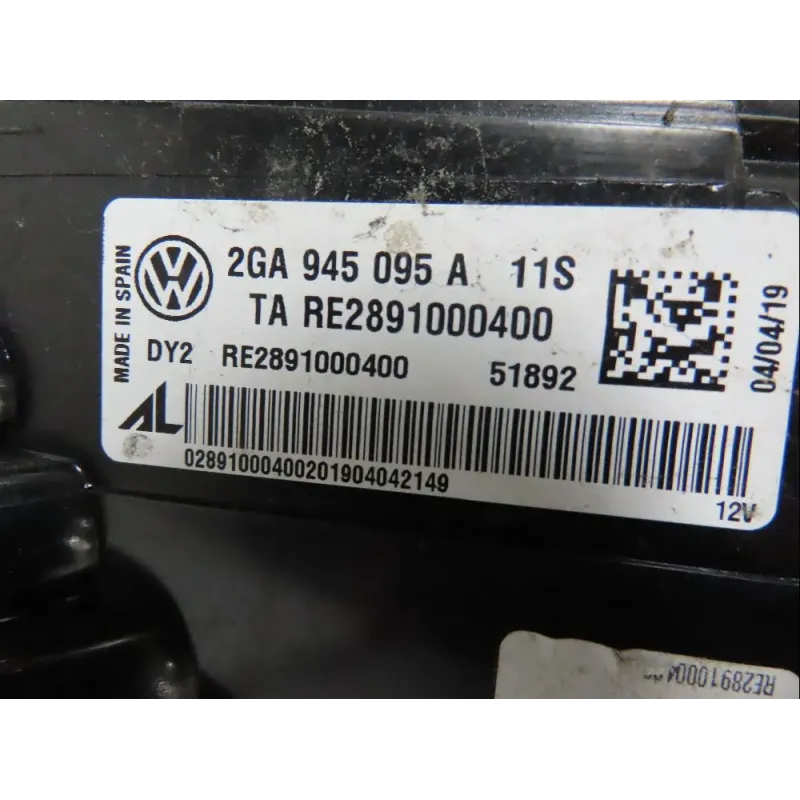 MADE IN SPAIN
2GA 945 095 A 11S
TA RE2891000400
DY2 RE2891000400 51892
04/04/19
AL
02891000400201904042149
12V